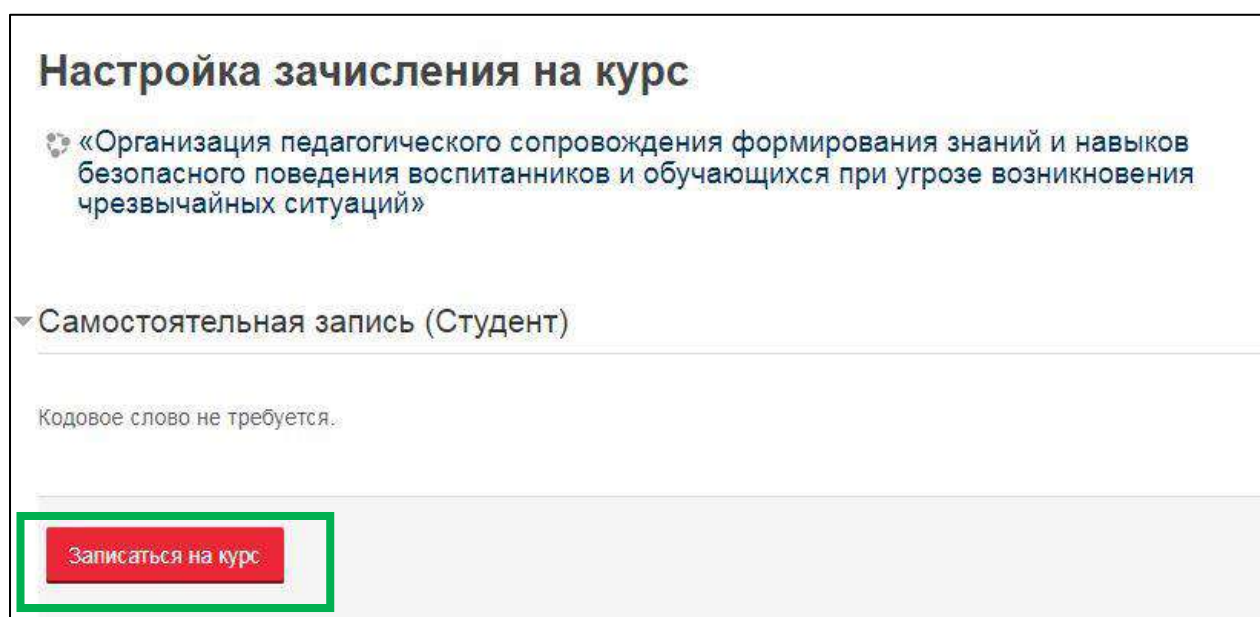 Настройка зачисления на курс
«Организация педагогического сопровождения формирования знаний и навыков
безопасного поведения воспитанников и обучающихся при угрозе возникновения
чрезвычайных ситуаций»
Самостоятельная запись (Студент)
Кодовое слово не требуется.
Записаться на курс